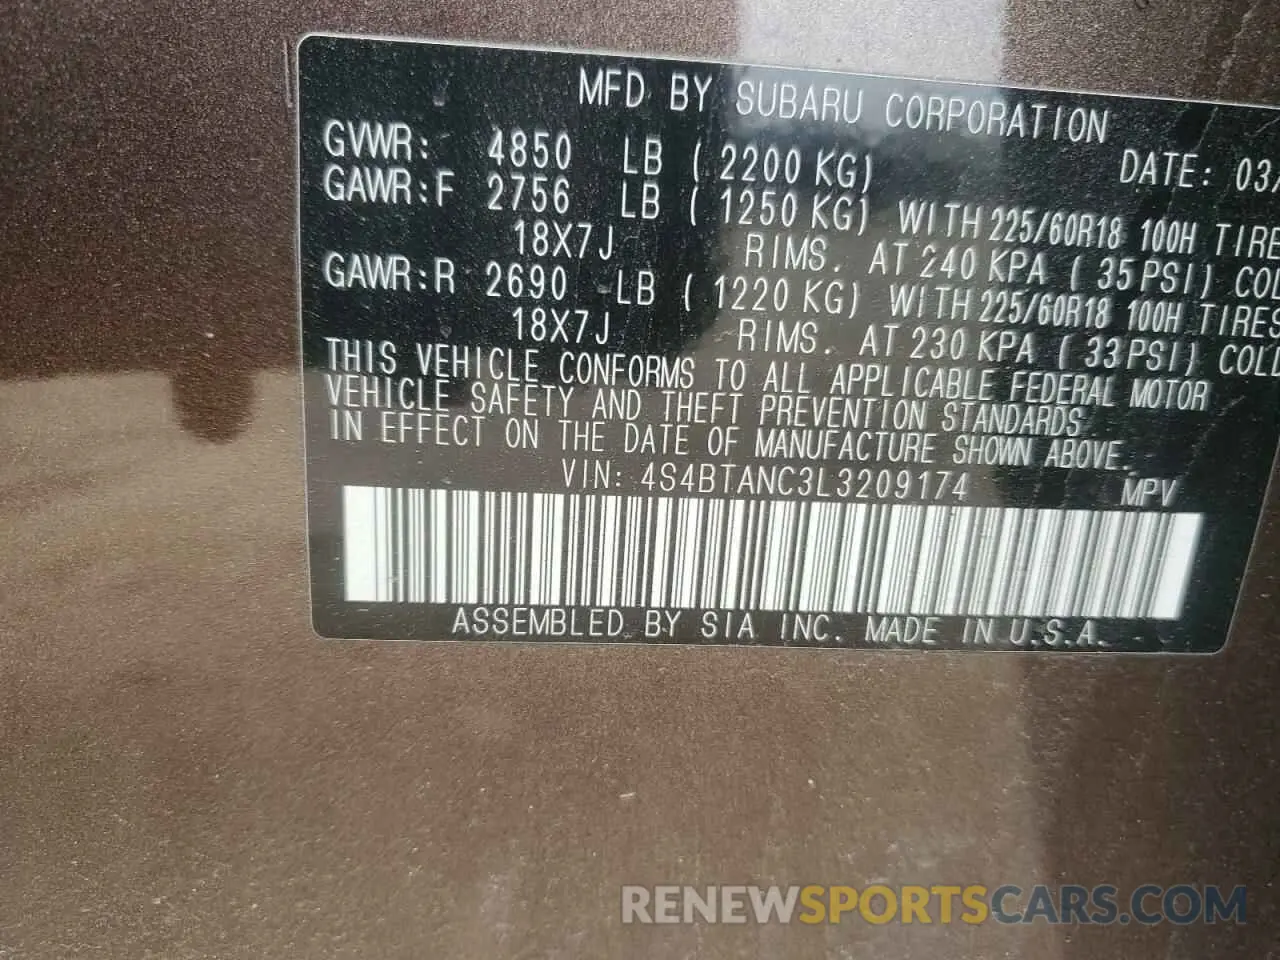 MFD BY SUBARU CORPORATION
GVWR: 4850 LB ( 2200 KG) DATE: 03/
GAWR:F 2756 LB ( 1250 KG) WITH 225/60R18 100H TIRE
18X7J RIMS. AT 240 KPA ( 35 PSI) COL
GAWR:R 2690 LB ( 1220 KG) WITH 225/60R18 100H TIRES
18X7J RIMS. AT 230 KPA ( 33 PSI) COLD
THIS VEHICLE CONFORMS TO ALL APPLICABLE FEDERAL MOTOR
VEHICLE SAFETY AND THEFT PREVENTION STANDARDS
IN EFFECT ON THE DATE OF MANUFACTURE SHOWN ABOVE.
VIN: 4S4BTANC3L3209174 MPV
ASSEMBLED BY SIA INC. MADE IN U.S.A.
RENEWSPORTSCARS.COM